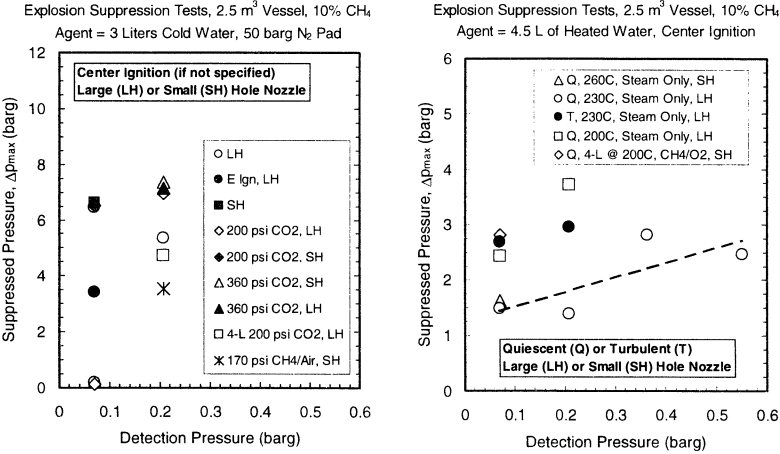 Explosion Suppression Tests, 2.5 m³ Vessel, 10% CH₄
Agent = 3 Liters Cold Water, 50 barg N₂ Pad
Suppressed Pressure, Δpmax (barg)
12
10
8
6
4
2
0
Center Ignition (if not specified)
Large (LH) or Small (SH) Hole Nozzle
LH
E Ign, LH
SH
200 psi CO2, LH
200 psi CO2, SH
360 psi CO2, SH
360 psi CO2, LH
4-L 200 psi CO2, LH
170 psi CH4/Air, SH
0 0.1 0.2 0.3 0.4 0.5 0.6
Detection Pressure (barg)
Explosion Suppression Tests, 2.5 m³ Vessel, 10% CH₄
Agent = 4.5 L of Heated Water, Center Ignition
Suppressed Pressure, Δpmax (barg)
6
5
4
3
2
1
0
Q, 260C, Steam Only, SH
Q, 230C, Steam Only, LH
T, 230C, Steam Only, LH
Q, 200C, Steam Only, LH
Q, 4-L @ 200C, CH4/O2, SH
Quiescent (Q) or Turbulent (T)
Large (LH) or Small (SH) Hole Nozzle
0 0.1 0.2 0.3 0.4 0.5 0.6
Detection Pressure (barg)